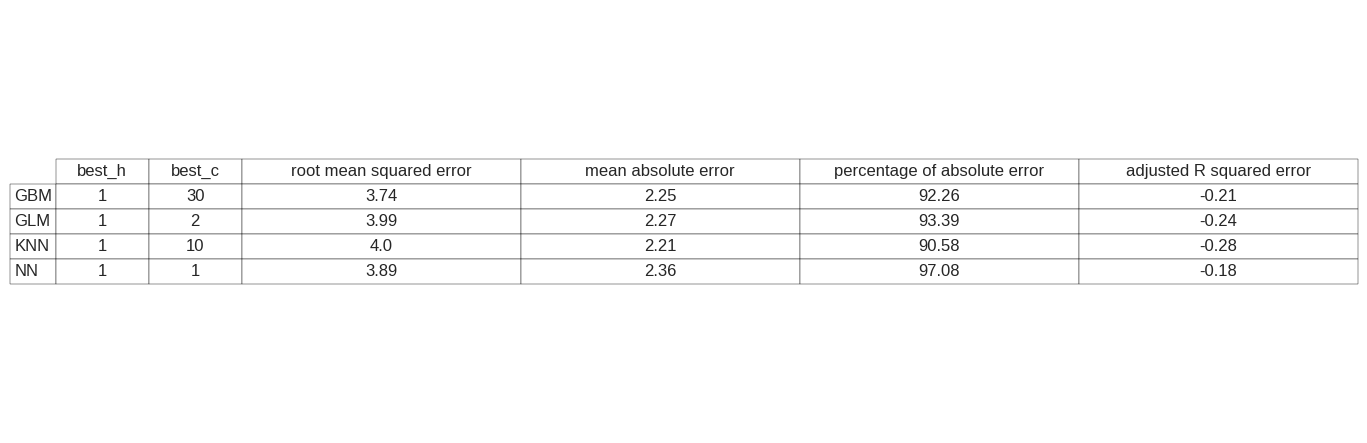 best_h best_c root mean squared error mean absolute error percentage of absolute error adjusted R squared error
GBM 1 30 3.74 2.25 92.26 -0.21
GLM 1 2 3.99 2.27 93.39 -0.24
KNN 1 10 4.0 2.21 90.58 -0.28
NN 1 1 3.89 2.36 97.08 -0.18